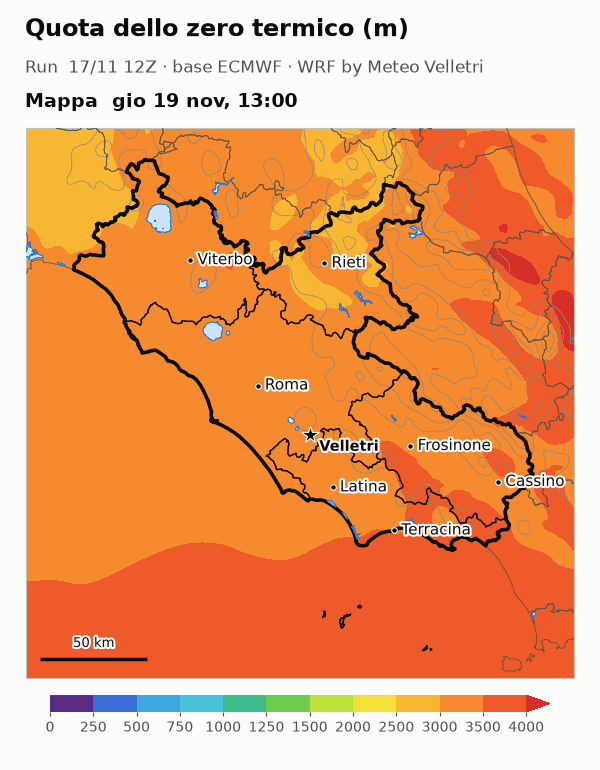 Quota dello zero termico (m)
Run  17/11 12Z · base ECMWF · WRF by Meteo Velletri
Mappa  gio 19 nov, 13:00
Viterbo
Rieti
Roma
Velletri
Frosinone
Latina
Cassino
Terracina
50 km
0 250 500 750 1000 1250 1500 2000 2500 3000 3500 4000